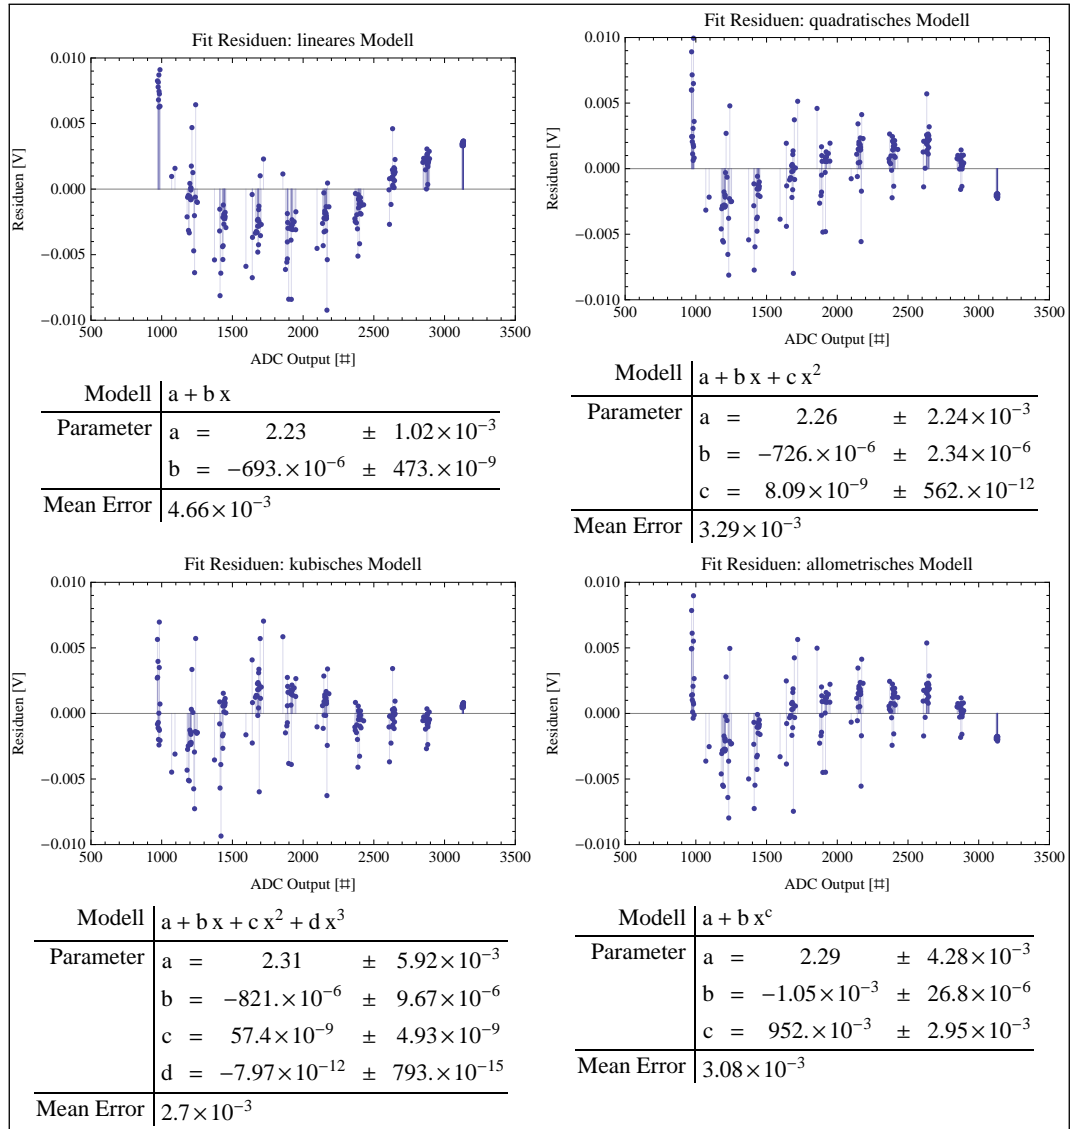 Fit Residuen: lineares Modell
0.010
0.005
0.000
−0.005
−0.010
Residuen [V]
500 1000 1500 2000 2500 3000 3500
ADC Output [♯]
Modell a + b x
Parameter a = 2.23 ± 1.02×10⁻³
b = −693.×10⁻⁶ ± 473.×10⁻⁹
Mean Error 4.66×10⁻³
Fit Residuen: quadratisches Modell
0.010
0.005
0.000
−0.005
−0.010
Residuen [V]
500 1000 1500 2000 2500 3000 3500
ADC Output [♯]
Modell a + b x + c x²
Parameter a = 2.26 ± 2.24×10⁻³
b = −726.×10⁻⁶ ± 2.34×10⁻⁶
c = 8.09×10⁻⁹ ± 562.×10⁻¹²
Mean Error 3.29×10⁻³
Fit Residuen: kubisches Modell
0.010
0.005
0.000
−0.005
−0.010
Residuen [V]
500 1000 1500 2000 2500 3000 3500
ADC Output [♯]
Modell a + b x + c x² + d x³
Parameter a = 2.31 ± 5.92×10⁻³
b = −821.×10⁻⁶ ± 9.67×10⁻⁶
c = 57.4×10⁻⁹ ± 4.93×10⁻⁹
d = −7.97×10⁻¹² ± 793.×10⁻¹⁵
Mean Error 2.7×10⁻³
Fit Residuen: allometrisches Modell
0.010
0.005
0.000
−0.005
−0.010
Residuen [V]
500 1000 1500 2000 2500 3000 3500
ADC Output [♯]
Modell a + b xᶜ
Parameter a = 2.29 ± 4.28×10⁻³
b = −1.05×10⁻³ ± 26.8×10⁻⁶
c = 952.×10⁻³ ± 2.95×10⁻³
Mean Error 3.08×10⁻³